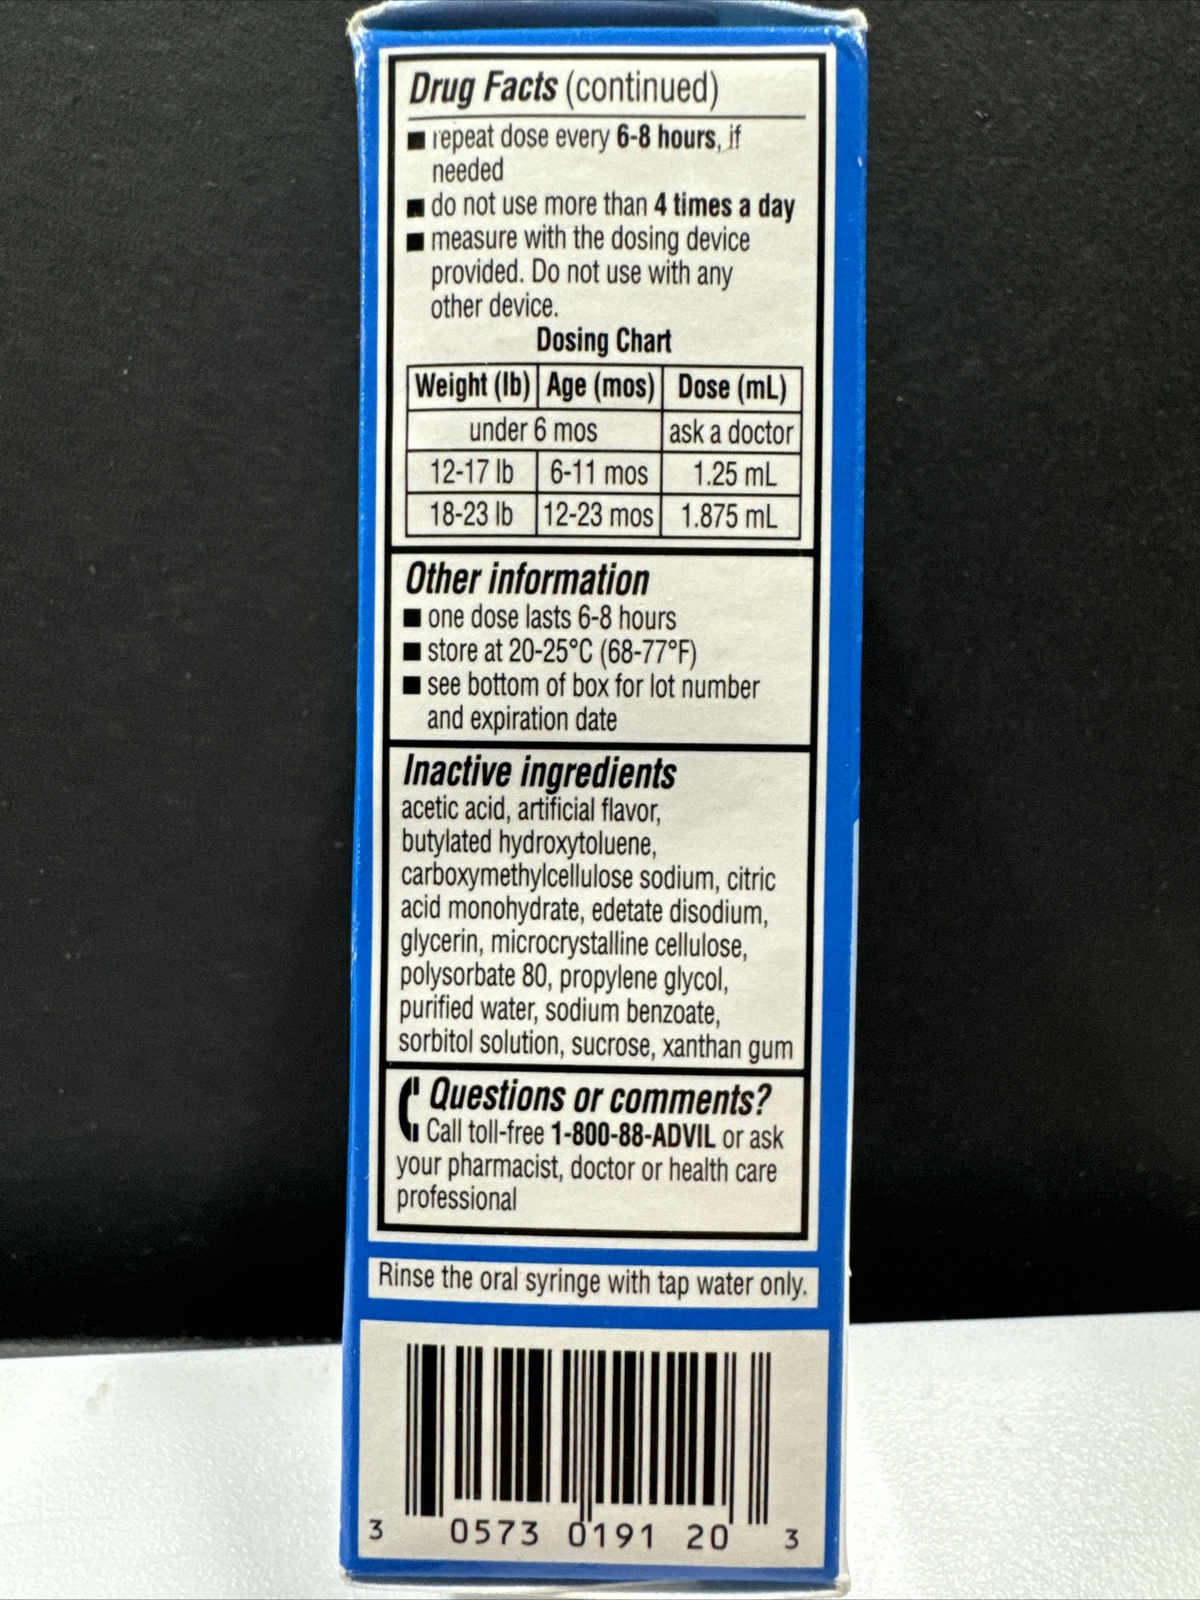 Drug Facts (continued)
■ repeat dose every 6-8 hours, if
needed
■ do not use more than 4 times a day
■ measure with the dosing device
provided. Do not use with any
other device.
Dosing Chart
Weight (lb) Age (mos) Dose (mL)
under 6 mos ask a doctor
12-17 lb 6-11 mos 1.25 mL
18-23 lb 12-23 mos 1.875 mL
Other information
■ one dose lasts 6-8 hours
■ store at 20-25°C (68-77°F)
■ see bottom of box for lot number
and expiration date
Inactive ingredients
acetic acid, artificial flavor,
butylated hydroxytoluene,
carboxymethylcellulose sodium, citric
acid monohydrate, edetate disodium,
glycerin, microcrystalline cellulose,
polysorbate 80, propylene glycol,
purified water, sodium benzoate,
sorbitol solution, sucrose, xanthan gum
Questions or comments?
Call toll-free 1-800-88-ADVIL or ask
your pharmacist, doctor or health care
professional
Rinse the oral syringe with tap water only.
3 0573 0191 20 3